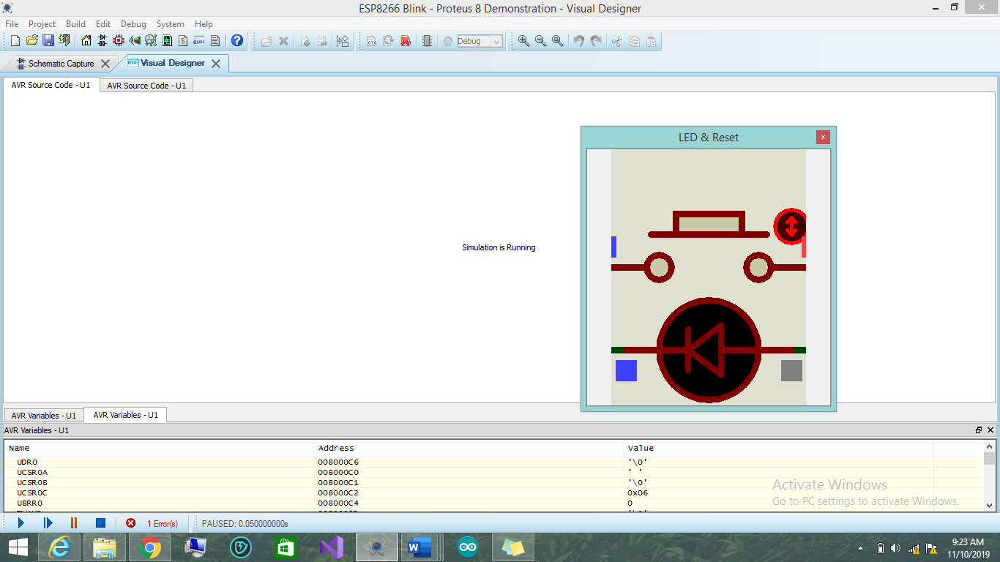 ESP8266 Blink - Proteus 8 Demonstration - Visual Designer
File Project Build Edit Debug System Help
Debug
Schematic Capture Visual Designer
AVR Source Code - U1 AVR Source Code - U1
LED & Reset
Simulation is Running
AVR Variables - U1 AVR Variables - U1
AVR Variables - U1
Name Address Value
UDR0 008000C6 '\0'
UCSR0A 008000C0 ' '
UCSR0B 008000C1 '\0'
UCSR0C 008000C2 0x06
UBRR0 008000C4 0
Activate Windows
Go to PC settings to activate Windows.
1 Error(s) PAUSED: 0.050000000s
9:23 AM
11/10/2019